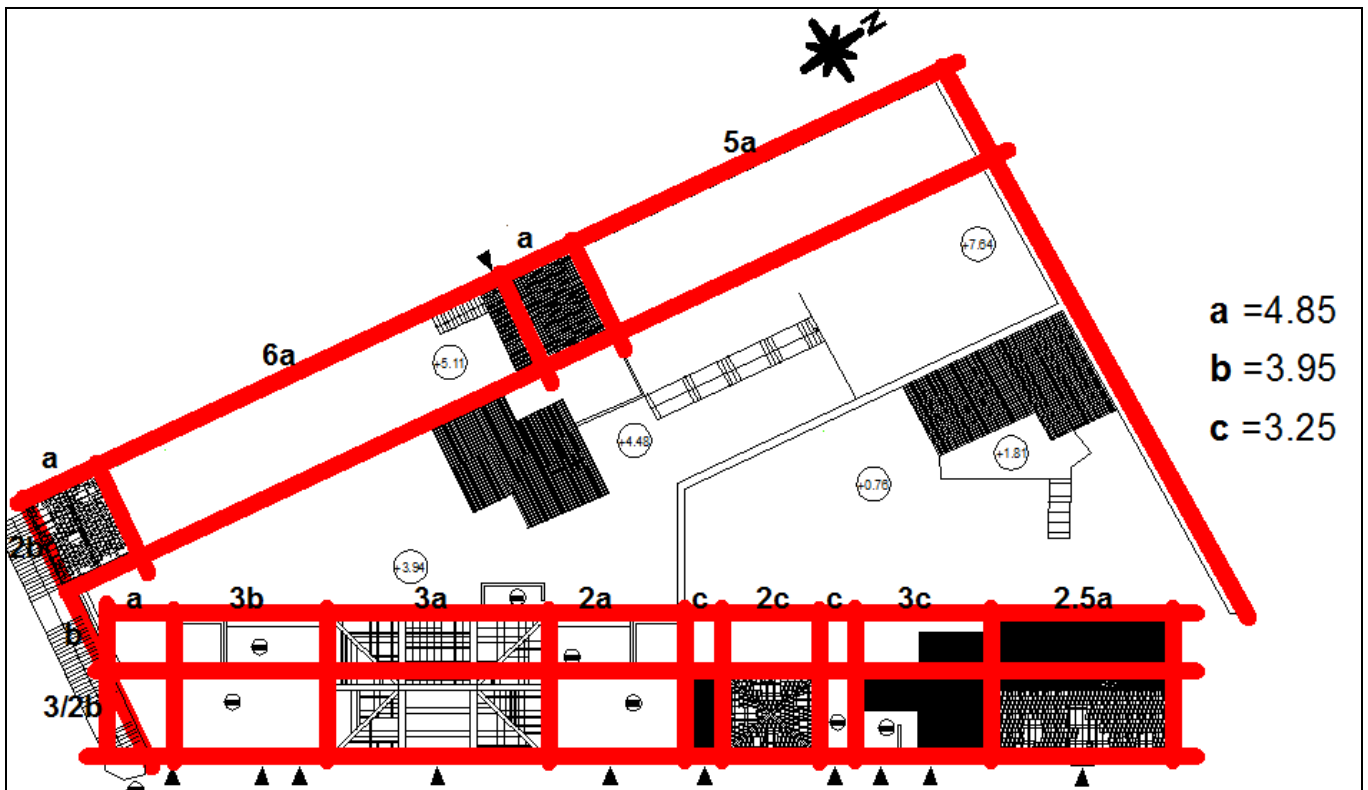 N
5a
a
+7.64
6a
+5.11
a =4.85
b =3.95
c =3.25
a
+4.48
+1.81
+0.76
2b
+3.94
a
3b
3a
2a
c
2c
c
3c
2.5a
b
3/2b